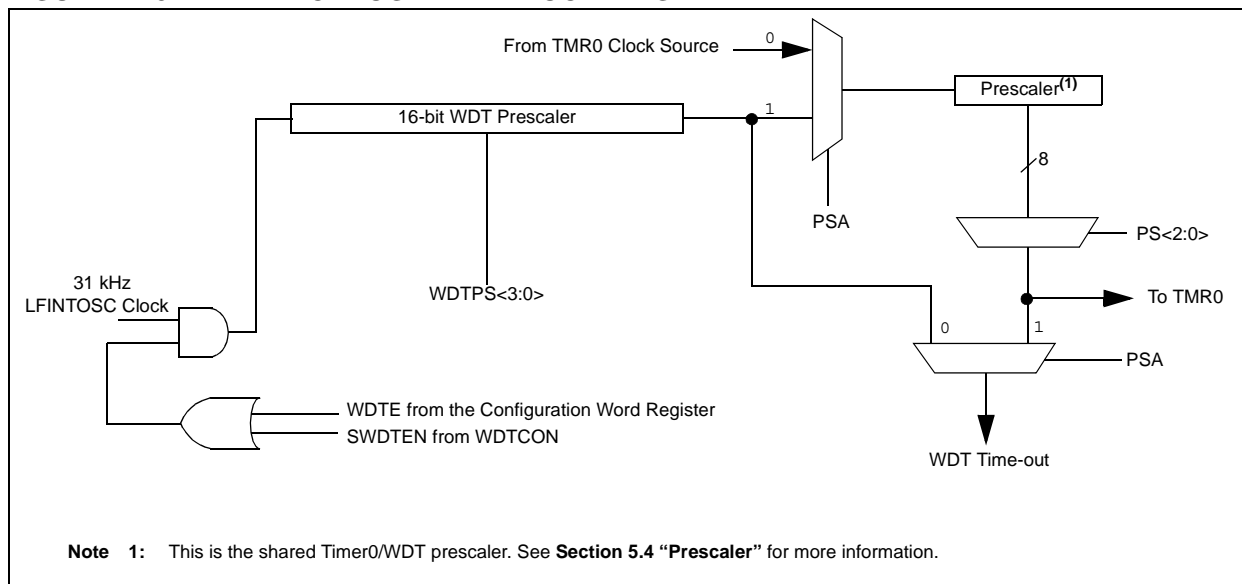 From TMR0 Clock Source
0
Prescaler(1)
16-bit WDT Prescaler
1
8
PSA
PS<2:0>
31 kHz
LFINTOSC Clock
WDTPS<3:0>
To TMR0
0
1
PSA
WDTE from the Configuration Word Register
SWDTEN from WDTCON
WDT Time-out
Note 1: This is the shared Timer0/WDT prescaler. See Section 5.4 “Prescaler” for more information.